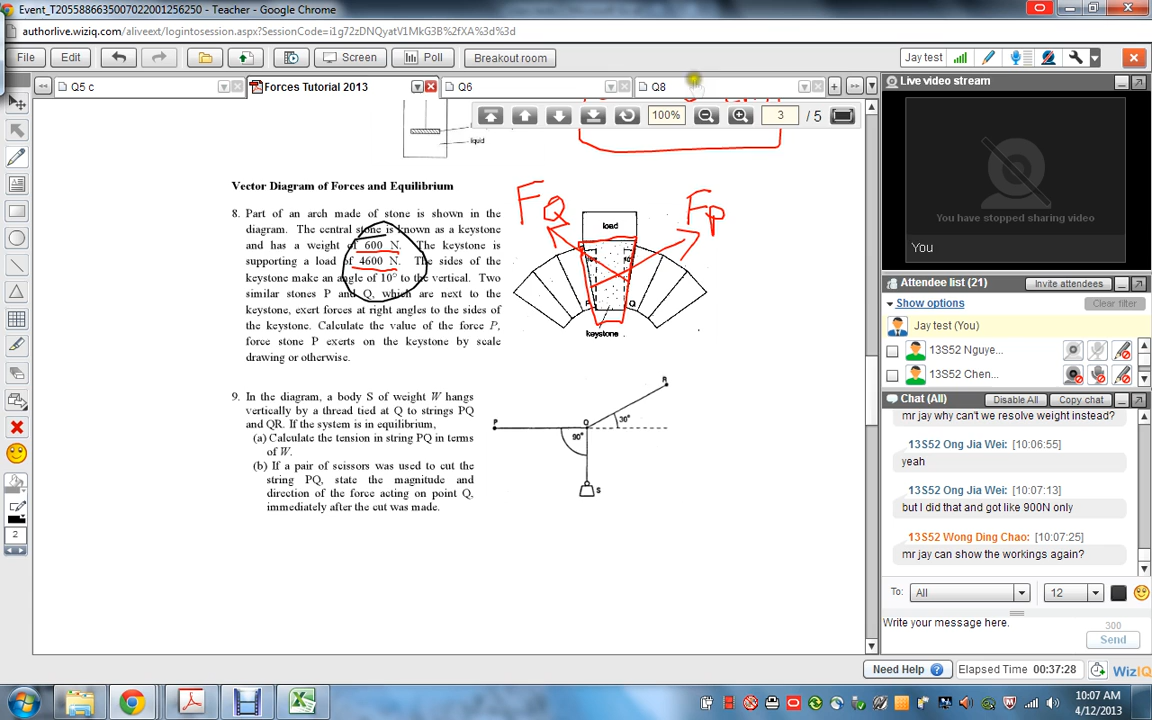 Event_T2055886635007022001256250 - Teacher - Google Chrome
authorlive.wiziq.com/aliveext/logintosession.aspx?SessionCode=i1g72zDNQyatV1MkG3B%2fXA%3d%3d
File
Edit
Screen
Poll
Breakout room
Jay test
Q5 c
Forces Tutorial 2013
Q6
Q8
100%
3 / 5
liquid
Vector Diagram of Forces and Equilibrium
8. Part of an arch made of stone is shown in the
diagram. The central stone is known as a keystone
and has a weight of 600 N. The keystone is
supporting a load of 4600 N. The sides of the
keystone make an angle of 10° to the vertical. Two
similar stones P and Q, which are next to the
keystone, exert forces at right angles to the sides of
the keystone. Calculate the value of the force P,
force stone P exerts on the keystone by scale
drawing or otherwise.
FQ
FP
load
P
Q
keystone
9. In the diagram, a body S of weight W hangs
vertically by a thread tied at Q to strings PQ
and QR. If the system is in equilibrium,
(a) Calculate the tension in string PQ in terms
of W.
(b) If a pair of scissors was used to cut the
string PQ, state the magnitude and
direction of the force acting on point Q,
immediately after the cut was made.
R
P
Q
30°
90°
S
2
Live video stream
You have stopped sharing video
You
Attendee list (21)
Invite attendees
Show options
Clear filter
Jay test (You)
13S52 Nguye...
13S52 Chen...
Chat (All)
Disable All
Copy chat
mr jay why can't we resolve weight instead?
13S52 Ong Jia Wei: [10:06:55]
yeah
13S52 Ong Jia Wei: [10:07:13]
but I did that and got like 900N only
13S52 Wong Ding Chao: [10:07:25]
mr jay can show the workings again?
To: All
12
Write your message here.
300
Send
Need Help
Elapsed Time 00:37:28
WizIQ
10:07 AM
4/12/2013